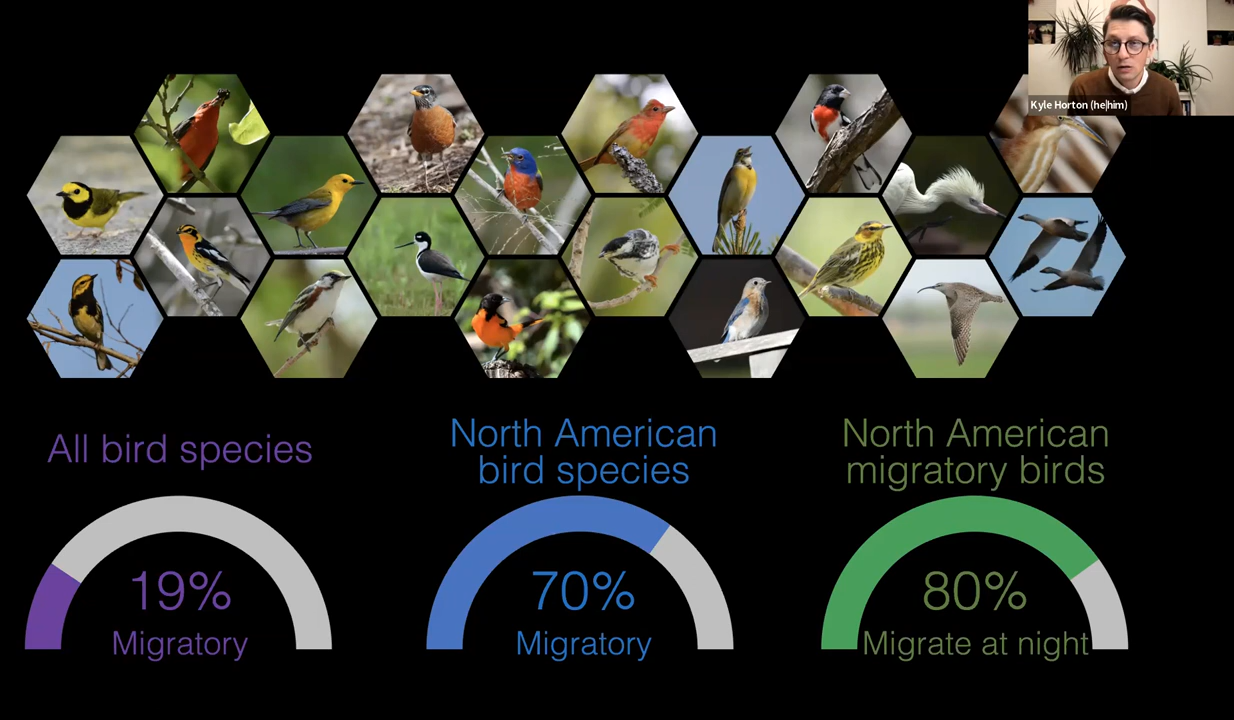 Kyle Horton (he|him)
All bird species
19%
Migratory
North American
bird species
70%
Migratory
North American
migratory birds
80%
Migrate at night